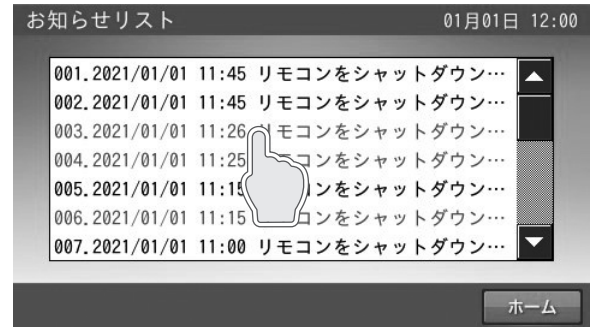 お知らせリスト 01月01日 12:00
001.2021/01/01 11:45 リモコンをシャットダウン…
002.2021/01/01 11:45 リモコンをシャットダウン…
003.2021/01/01 11:26 リモコンをシャットダウン…
004.2021/01/01 11:25 コンをシャットダウン…
005.2021/01/01 11:15 コンをシャットダウン…
006.2021/01/01 11:15 コンをシャットダウン…
007.2021/01/01 11:00 リモコンをシャットダウン…
ホーム